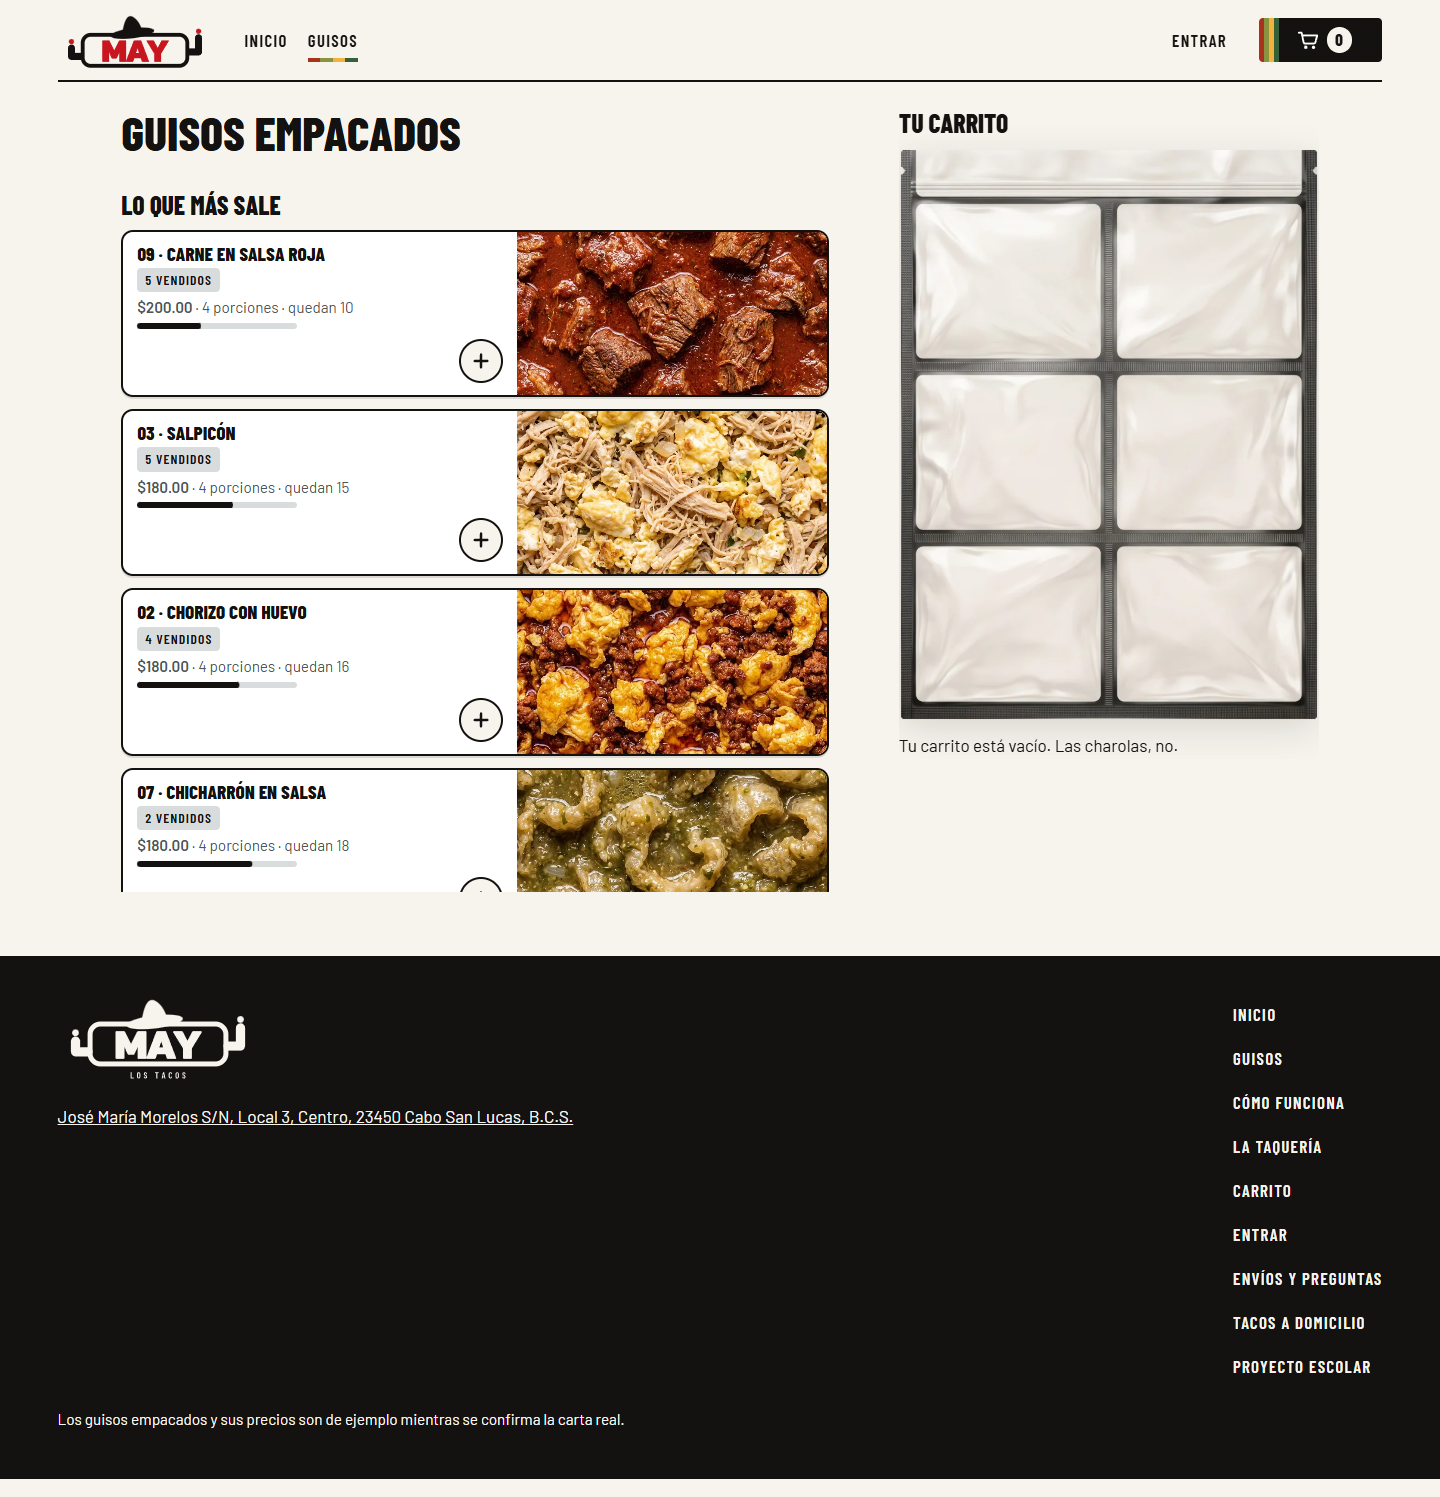 MAY
INICIO
GUISOS
ENTRAR
0
GUISOS EMPACADOS
LO QUE MÁS SALE
09 · CARNE EN SALSA ROJA
5 VENDIDOS
$200.00 · 4 porciones · quedan 10
03 · SALPICÓN
5 VENDIDOS
$180.00 · 4 porciones · quedan 15
02 · CHORIZO CON HUEVO
4 VENDIDOS
$180.00 · 4 porciones · quedan 16
07 · CHICHARRÓN EN SALSA
2 VENDIDOS
$180.00 · 4 porciones · quedan 18
TU CARRITO
Tu carrito está vacío. Las charolas, no.
MAY
LOS TACOS
José María Morelos S/N, Local 3, Centro, 23450 Cabo San Lucas, B.C.S.
INICIO
GUISOS
CÓMO FUNCIONA
LA TAQUERÍA
CARRITO
ENTRAR
ENVÍOS Y PREGUNTAS
TACOS A DOMICILIO
PROYECTO ESCOLAR
Los guisos empacados y sus precios son de ejemplo mientras se confirma la carta real.